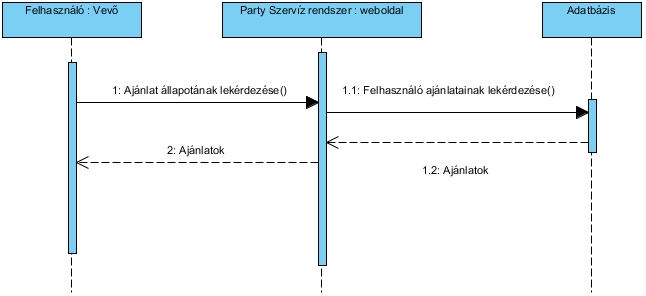 Felhasználó : Vevő
Party Szervíz rendszer : weboldal
Adatbázis
1: Ajánlat állapotának lekérdezése()
1.1: Felhasználó ajánlatainak lekérdezése()
2: Ajánlatok
1.2: Ajánlatok